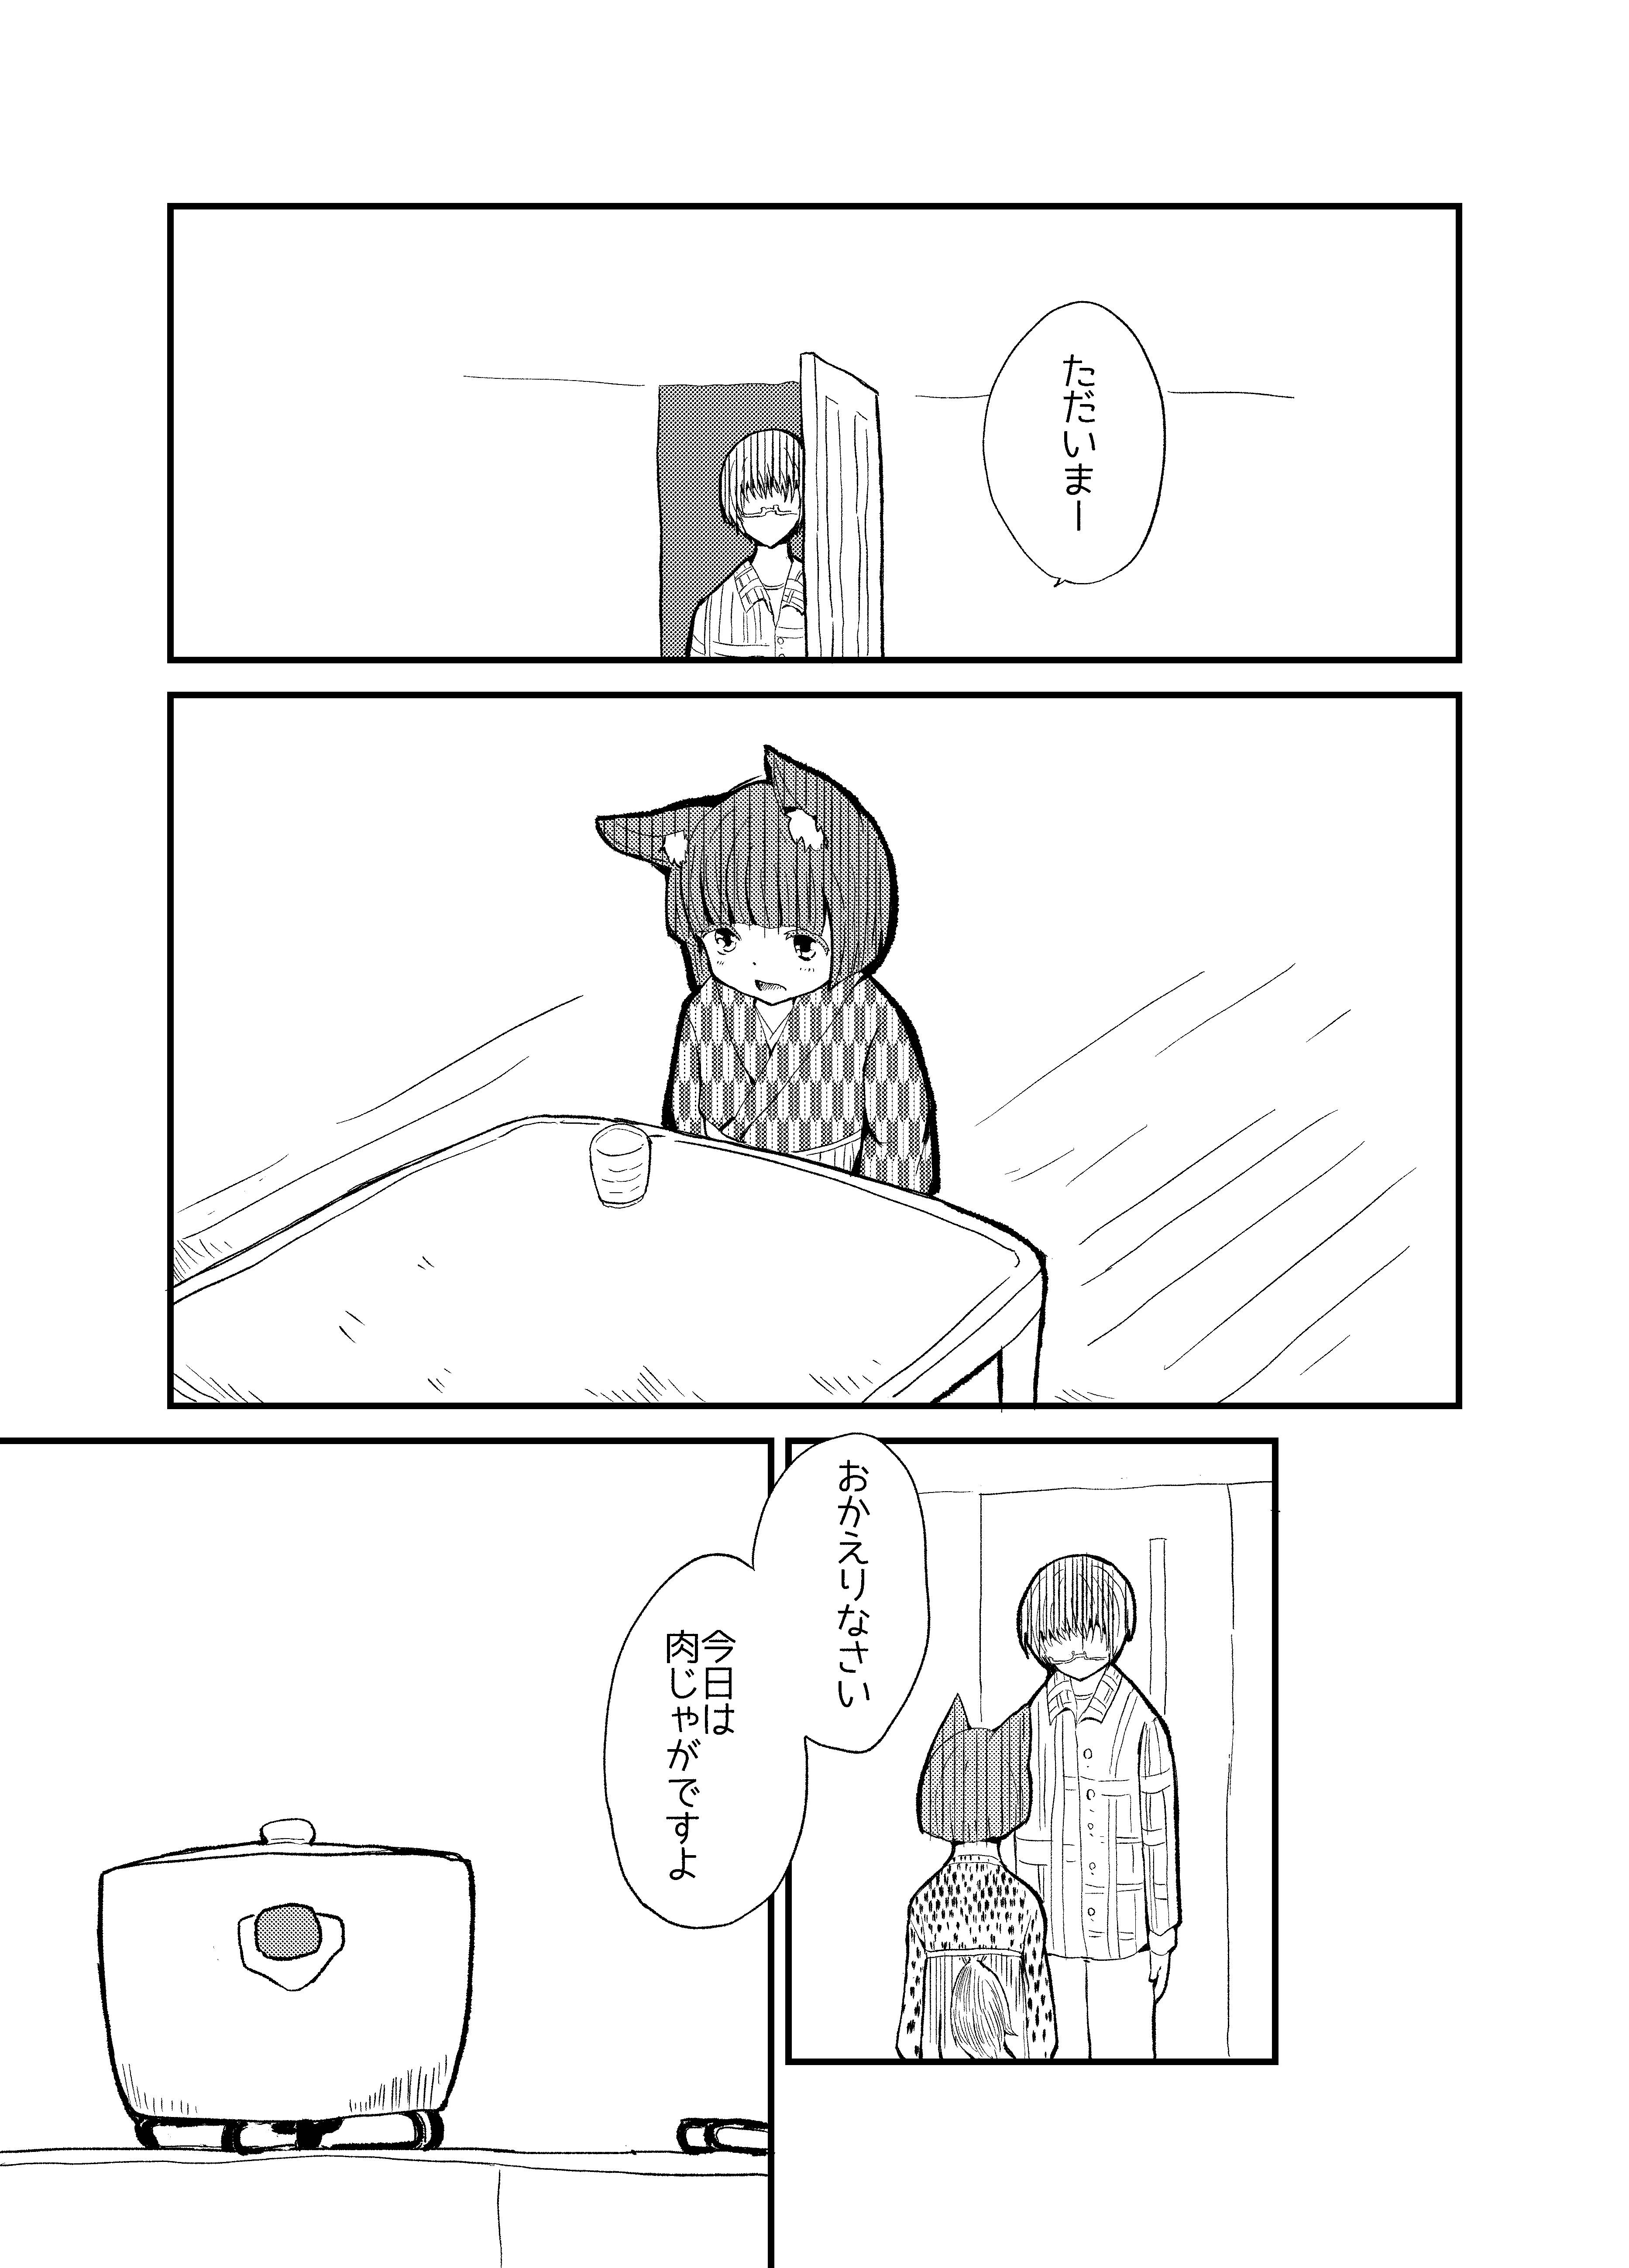 ただいまー
おかえりなさい
今日は
肉じゃがですよ